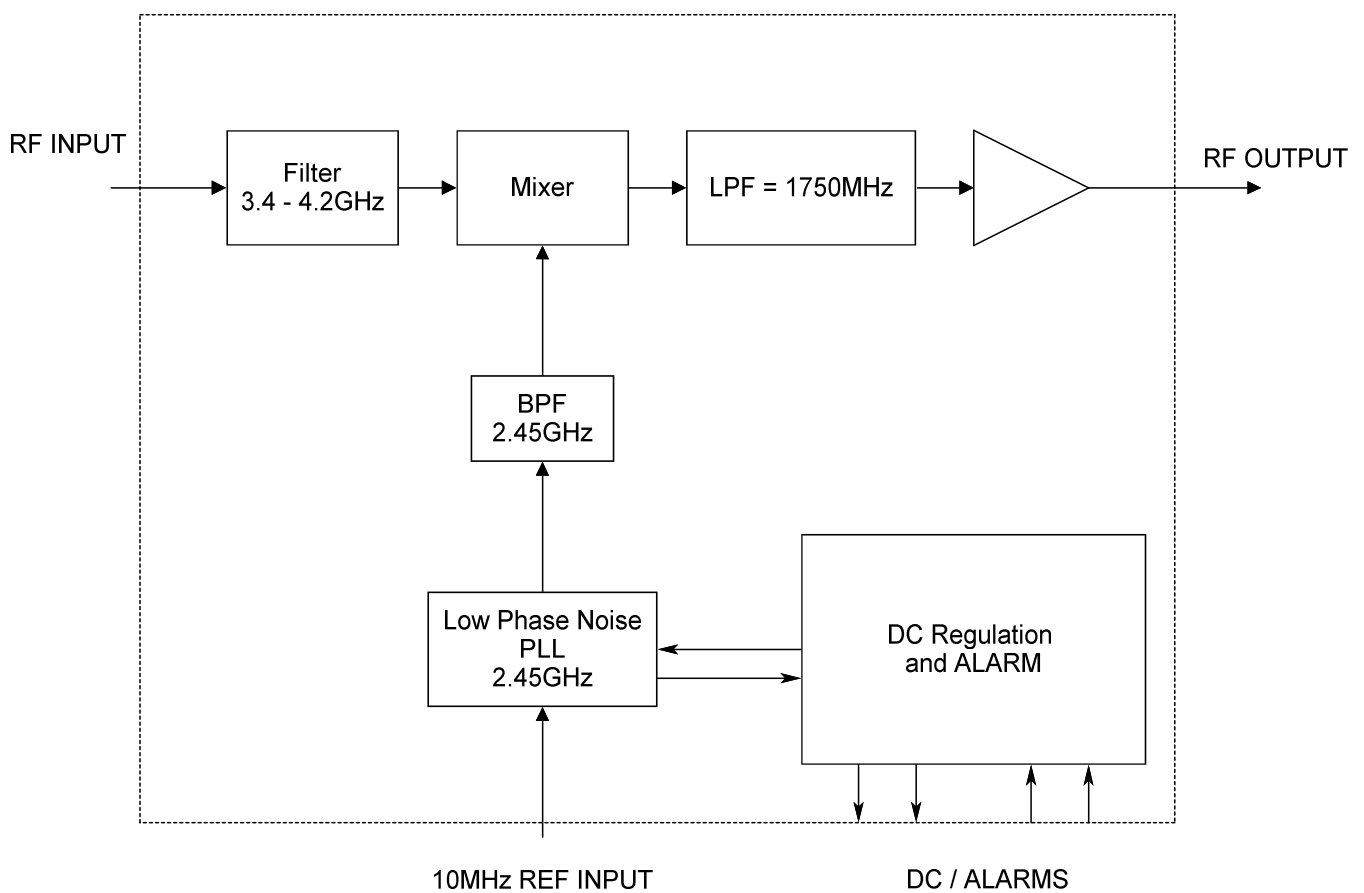 RF INPUT
Filter
3.4 - 4.2GHz
Mixer
LPF = 1750MHz
RF OUTPUT
BPF
2.45GHz
Low Phase Noise
PLL
2.45GHz
DC Regulation
and ALARM
10MHz REF INPUT
DC / ALARMS